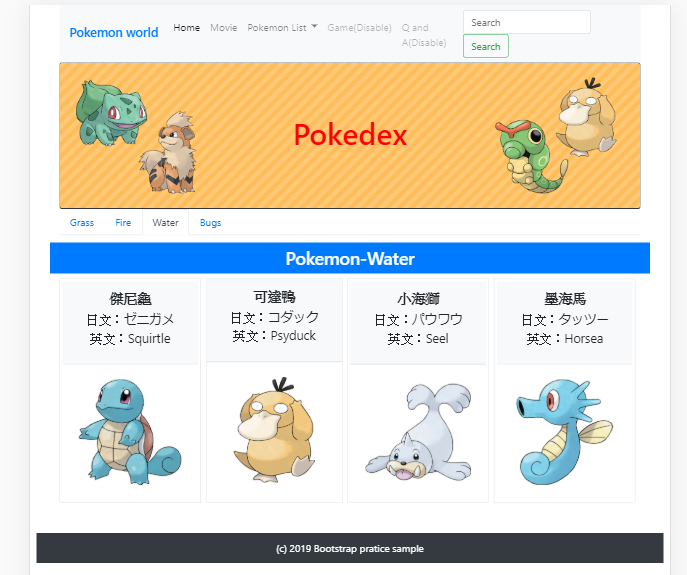 Pokemon world
Home
Movie
Pokemon List
Game(Disable)
Q and
A(Disable)
Search
Search
Pokedex
Grass
Fire
Water
Bugs
Pokemon-Water
傑尼龜
日文：ゼニガメ
英文：Squirtle
可達鴨
日文：コダック
英文：Psyduck
小海獅
日文：パウワウ
英文：Seel
墨海馬
日文：タッツー
英文：Horsea
(c) 2019 Bootstrap pratice sample